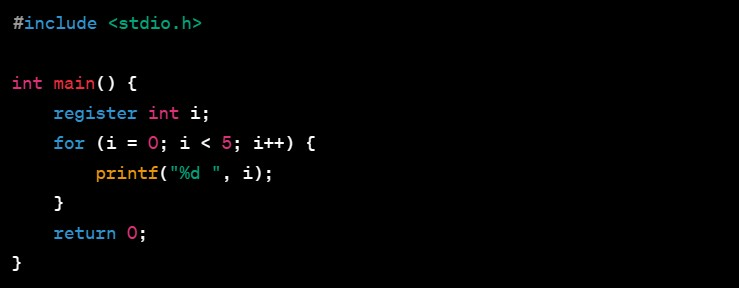 #include <stdio.h>
int main() {
    register int i;
    for (i = 0; i < 5; i++) {
        printf("%d ", i);
    }
    return 0;
}